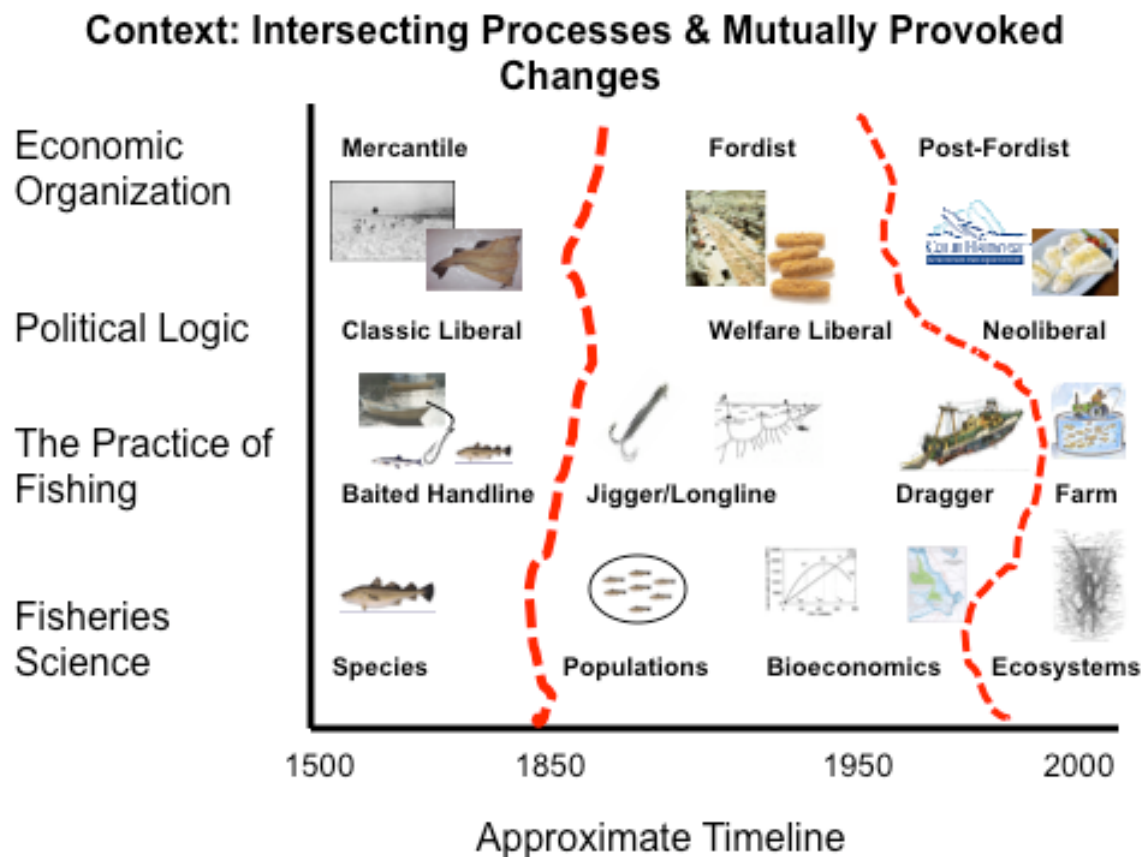 Context: Intersecting Processes & Mutually Provoked
Changes
Economic
Organization
Mercantile
Fordist
Post-Fordist
Political Logic
Classic Liberal
Welfare Liberal
Neoliberal
The Practice of
Fishing
Baited Handline
Jigger/Longline
Dragger
Farm
Fisheries
Science
Species
Populations
Bioeconomics
Ecosystems
1500
1850
1950
2000
Approximate Timeline